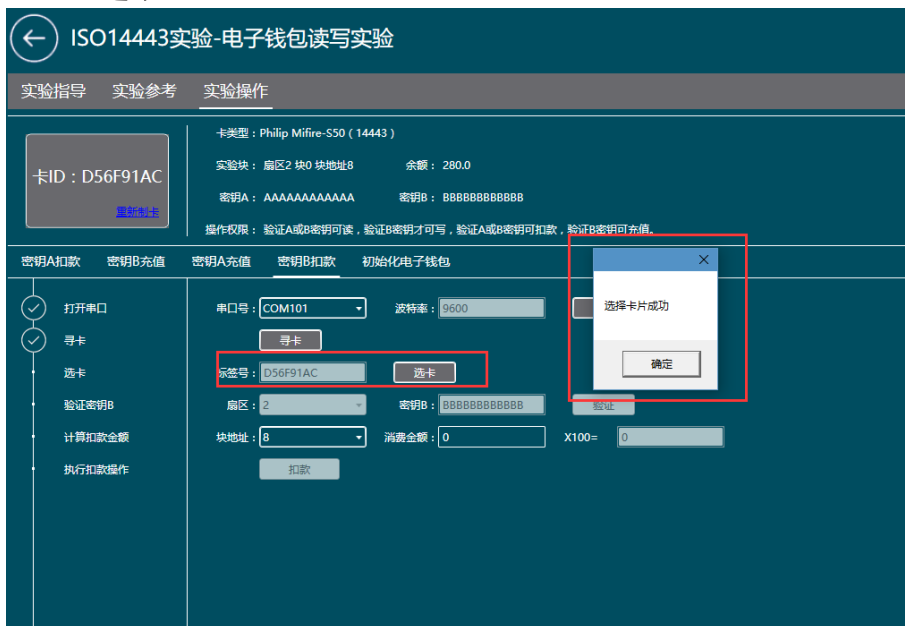 ISO14443实验-电子钱包读写实验
实验指导 实验参考 实验操作
卡ID：D56F91AC
重新制卡
卡类型：Philip Mifire-S50 ( 14443 )
实验块： 扇区2 块0 块地址8 余额： 280.0
密钥A： AAAAAAAAAAAA 密钥B： BBBBBBBBBBBB
操作权限： 验证A或B密钥可读，验证B密钥才可写，验证A或B密钥可扣款，验证B密钥可充值。
密钥A扣款 密钥B充值 密钥A充值 密钥B扣款 初始化电子钱包
打开串口 串口号： COM101 波特率： 9600
寻卡 寻卡
选卡 标签号： D56F91AC 选卡
验证密钥B 扇区： 2 密钥B： BBBBBBBBBBBB 验证
计算扣款金额 块地址： 8 消费金额： 0 X100= 0
执行扣款操作 扣款
选择卡片成功
确定